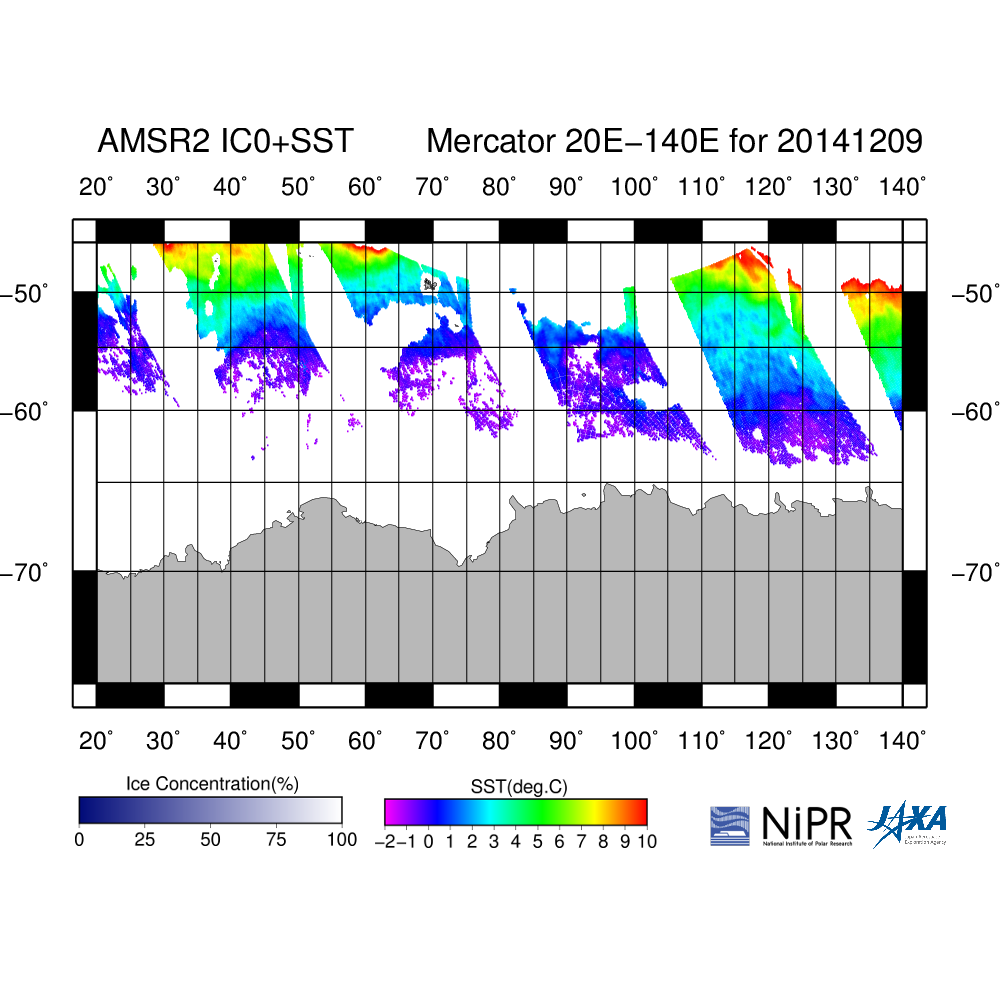 AMSR2 IC0+SST Mercator 20E−140E for 20141209
20° 30° 40° 50° 60° 70° 80° 90° 100° 110° 120° 130° 140°
−50° −50°
−60° −60°
−70° −70°
20° 30° 40° 50° 60° 70° 80° 90° 100° 110° 120° 130° 140°
Ice Concentration(%)
0 25 50 75 100
SST(deg.C)
−2 −1 0 1 2 3 4 5 6 7 8 9 10
NiPR
National Institute of Polar Research
JAXA
Exploration Agency